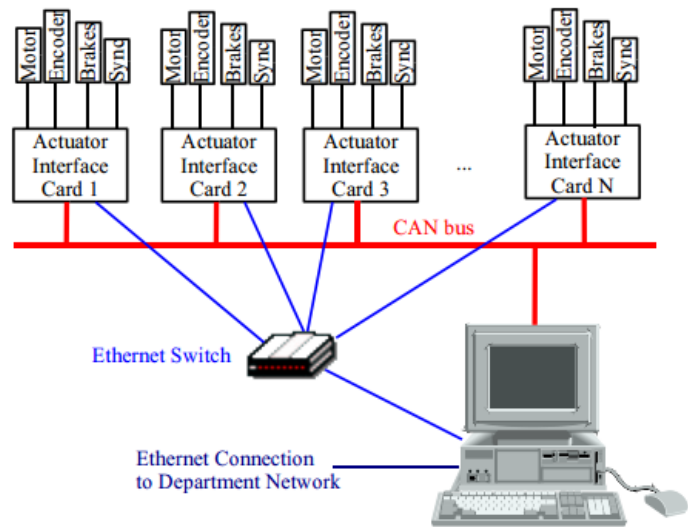 Motor
Encoder
Brakes
Sync
Motor
Encoder
Brakes
Sync
Motor
Encoder
Brakes
Sync
Motor
Encoder
Brakes
Sync
Actuator
Interface
Card 1
Actuator
Interface
Card 2
Actuator
Interface
Card 3
...
Actuator
Interface
Card N
CAN bus
Ethernet Switch
Ethernet Connection
to Department Network